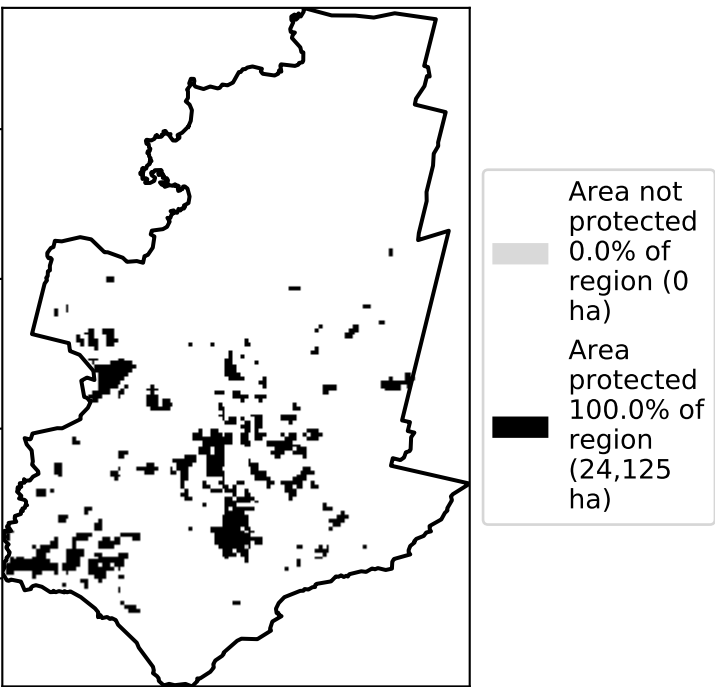 Area not
protected
0.0% of
region (0
ha)
Area
protected
100.0% of
region
(24,125
ha)